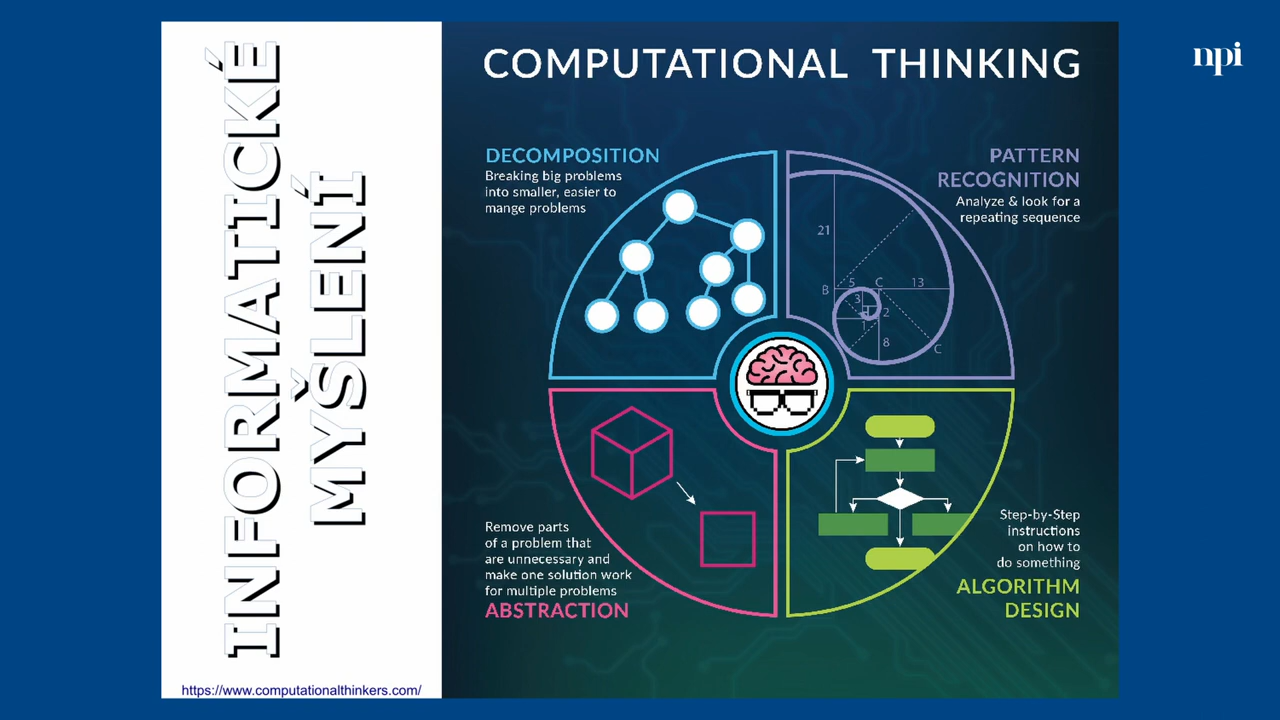 INFORMATICKÉ
MYŠLENÍ
https://www.computationalthinkers.com/
COMPUTATIONAL THINKING
DECOMPOSITION
Breaking big problems
into smaller, easier to
mange problems
PATTERN
RECOGNITION
Analyze & look for a
repeating sequence
21
B
5
C
13
3
1
2
1
8
C
Remove parts
of a problem that
are unnecessary and
make one solution work
for multiple problems
ABSTRACTION
Step-by-Step
instructions
on how to
do something
ALGORITHM
DESIGN
npi